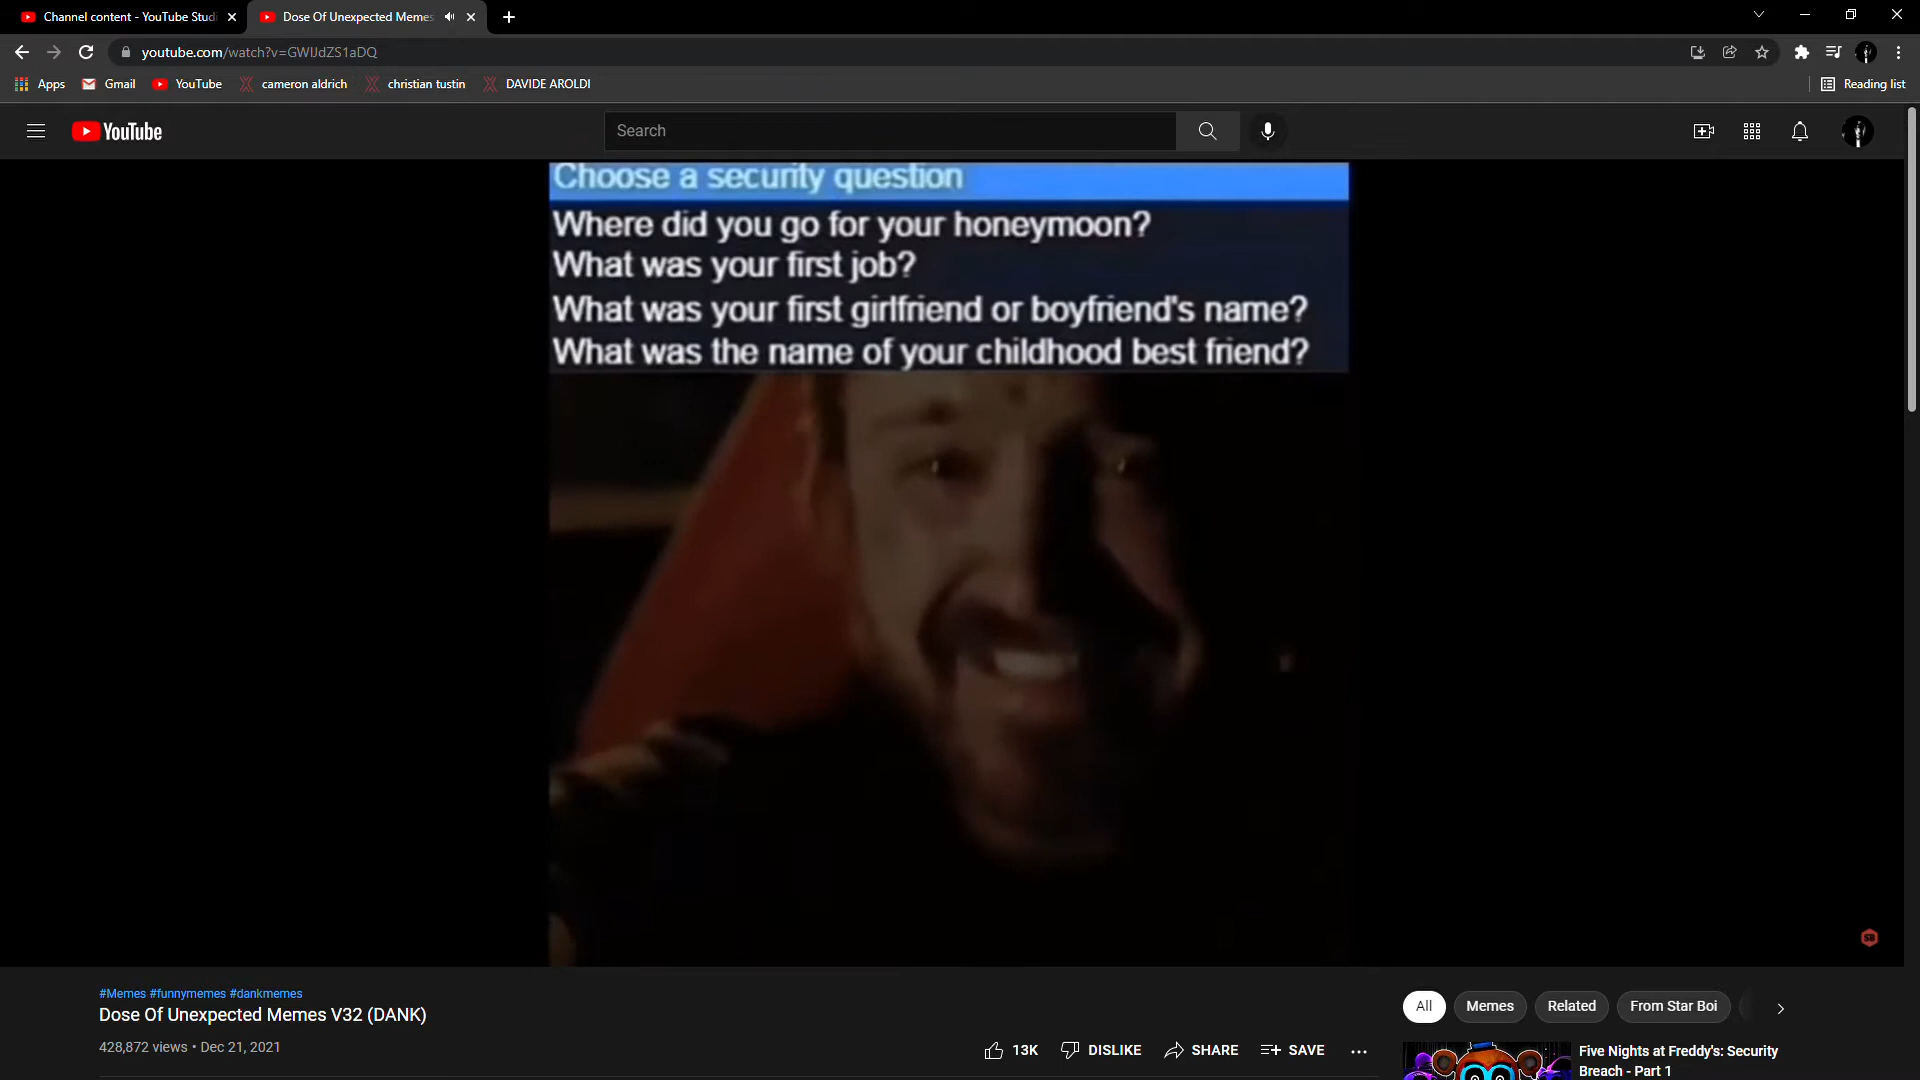 Channel content - YouTube Studi
Dose Of Unexpected Memes
youtube.com/watch?v=GWIJdZS1aDQ
Apps
Gmail
YouTube
cameron aldrich
christian tustin
DAVIDE AROLDI
Reading list
YouTube
Search
Choose a security question
Where did you go for your honeymoon?
What was your first job?
What was your first girlfriend or boyfriend's name?
What was the name of your childhood best friend?
SB
#Memes #funnymemes #dankmemes
Dose Of Unexpected Memes V32 (DANK)
428,872 views • Dec 21, 2021
13K
DISLIKE
SHARE
SAVE
All
Memes
Related
From Star Boi
Five Nights at Freddy's: Security
Breach - Part 1